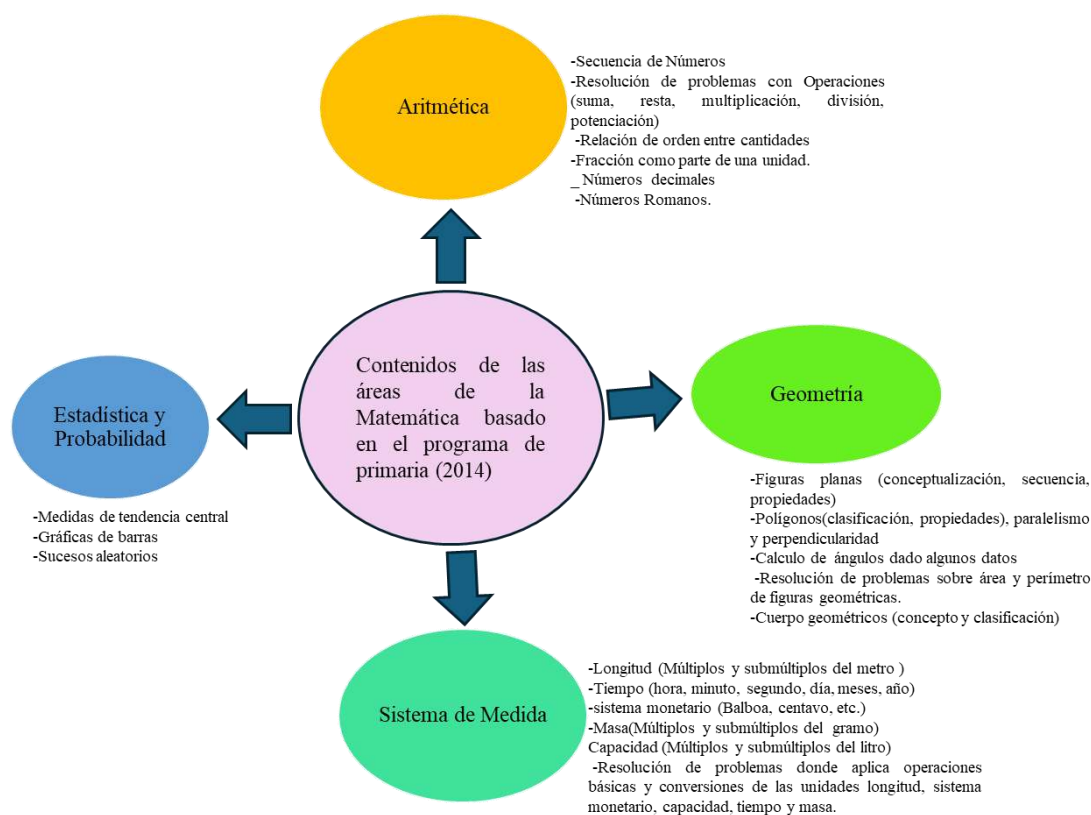 Aritmética
-Secuencia de Números
-Resolución de problemas con Operaciones
(suma, resta, multiplicación, división,
potenciación)
-Relación de orden entre cantidades
-Fracción como parte de una unidad.
_ Números decimales
-Números Romanos.
Contenidos de las
áreas de la
Matemática basado
en el programa de
primaria (2014)
Estadística y
Probabilidad
-Medidas de tendencia central
-Gráficas de barras
-Sucesos aleatorios
Geometría
-Figuras planas (conceptualización, secuencia,
propiedades)
-Polígonos(clasificación, propiedades), paralelismo
y perpendicularidad
-Calculo de ángulos dado algunos datos
-Resolución de problemas sobre área y perímetro
de figuras geométricas.
-Cuerpo geométricos (concepto y clasificación)
Sistema de Medida
-Longitud (Múltiplos y submúltiplos del metro )
-Tiempo (hora, minuto, segundo, día, meses, año)
-sistema monetario (Balboa, centavo, etc.)
-Masa(Múltiplos y submúltiplos del gramo)
Capacidad (Múltiplos y submúltiplos del litro)
-Resolución de problemas donde aplica operaciones
básicas y conversiones de las unidades longitud, sistema
monetario, capacidad, tiempo y masa.